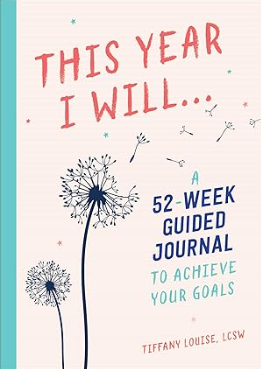 THIS YEAR
I WILL...
A
52-WEEK
GUIDED
JOURNAL
TO ACHIEVE
YOUR GOALS
TIFFANY LOUISE, LCSW